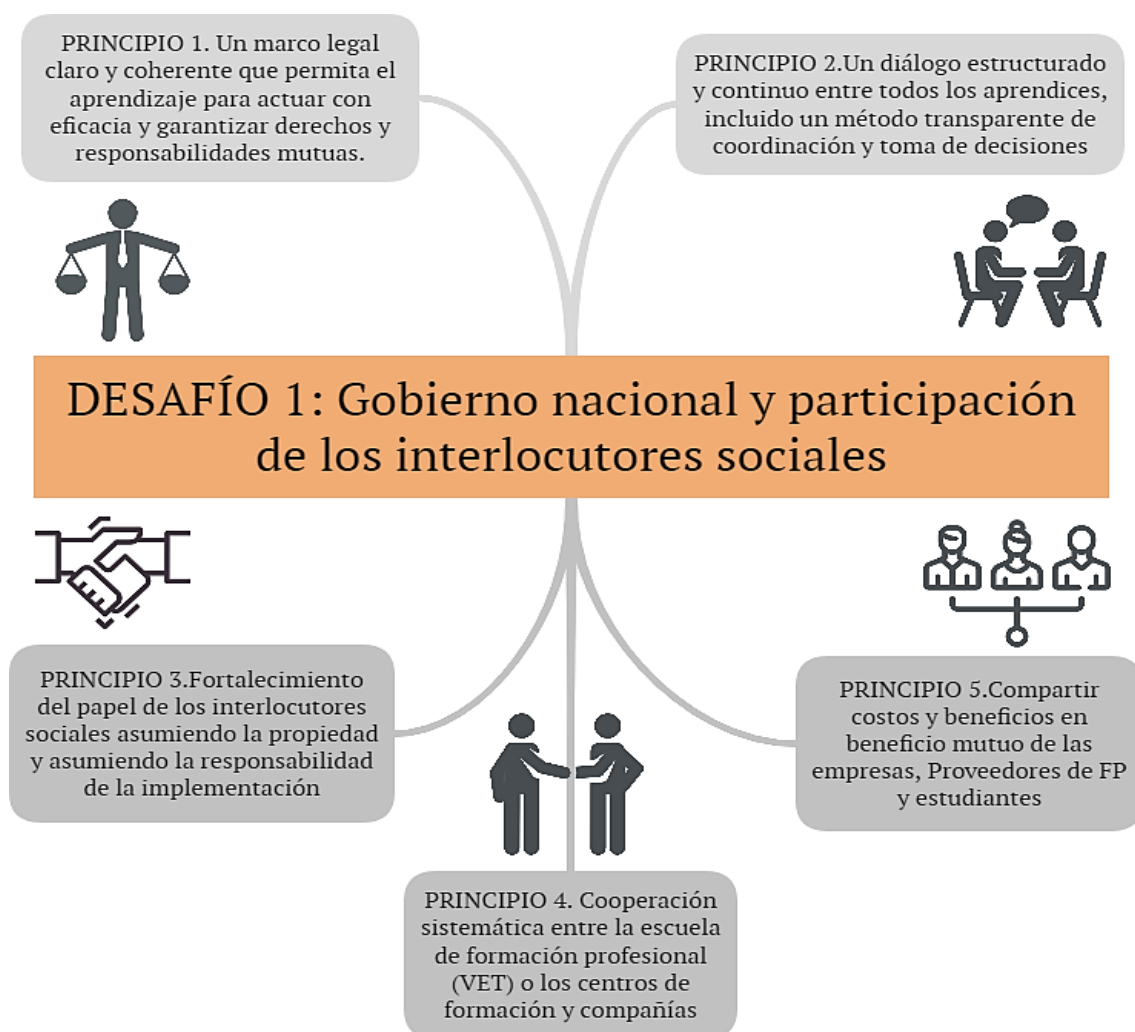 PRINCIPIO 1. Un marco legal
claro y coherente que permita el
aprendizaje para actuar con
eficacia y garantizar derechos y
responsabilidades mutuas.
PRINCIPIO 2.Un diálogo estructurado
y continuo entre todos los aprendices,
incluido un método transparente de
coordinación y toma de decisiones
DESAFÍO 1: Gobierno nacional y participación
de los interlocutores sociales
PRINCIPIO 3.Fortalecimiento
del papel de los interlocutores
sociales asumiendo la propiedad
y asumiendo la responsabilidad
de la implementación
PRINCIPIO 4. Cooperación
sistemática entre la escuela
de formación profesional
(VET) o los centros de
formación y compañías
PRINCIPIO 5.Compartir
costos y beneficios en
beneficio mutuo de las
empresas, Proveedores de FP
y estudiantes